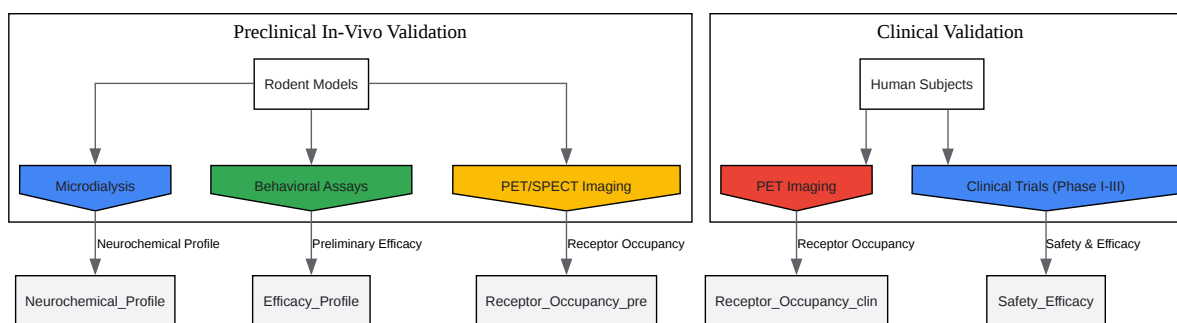 Preclinical In-Vivo Validation
Clinical Validation
Rodent Models
Human Subjects
Microdialysis
Behavioral Assays
PET/SPECT Imaging
PET Imaging
Clinical Trials (Phase I-III)
Neurochemical Profile
Preliminary Efficacy
Receptor Occupancy
Receptor Occupancy
Safety & Efficacy
Neurochemical_Profile
Efficacy_Profile
Receptor_Occupancy_pre
Receptor_Occupancy_clin
Safety_Efficacy